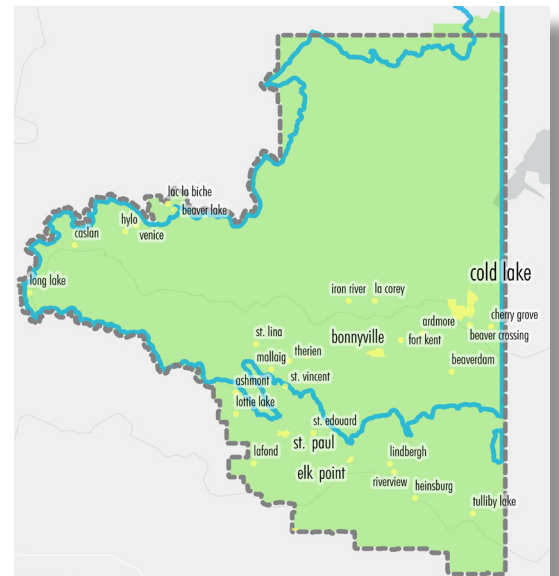 lac la biche
beaver lake
hylo
venice
caslan
long lake
cold lake
iron river
la corey
cherry grove
ardmore
beaver crossing
st. lina
bonnyville
fort kent
therien
mallaig
beaverdam
st. vincent
ashmont
lottie lake
st. edouard
st. paul
lafond
lindbergh
elk point
riverview
heinsburg
tulliby lake